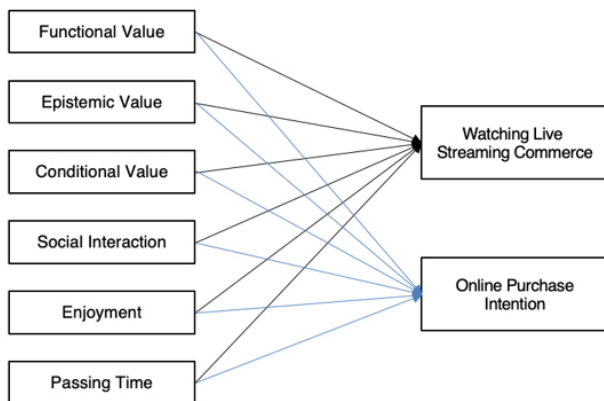 Functional Value
Epistemic Value
Conditional Value
Social Interaction
Enjoyment
Passing Time
Watching Live
Streaming Commerce
Online Purchase
Intention